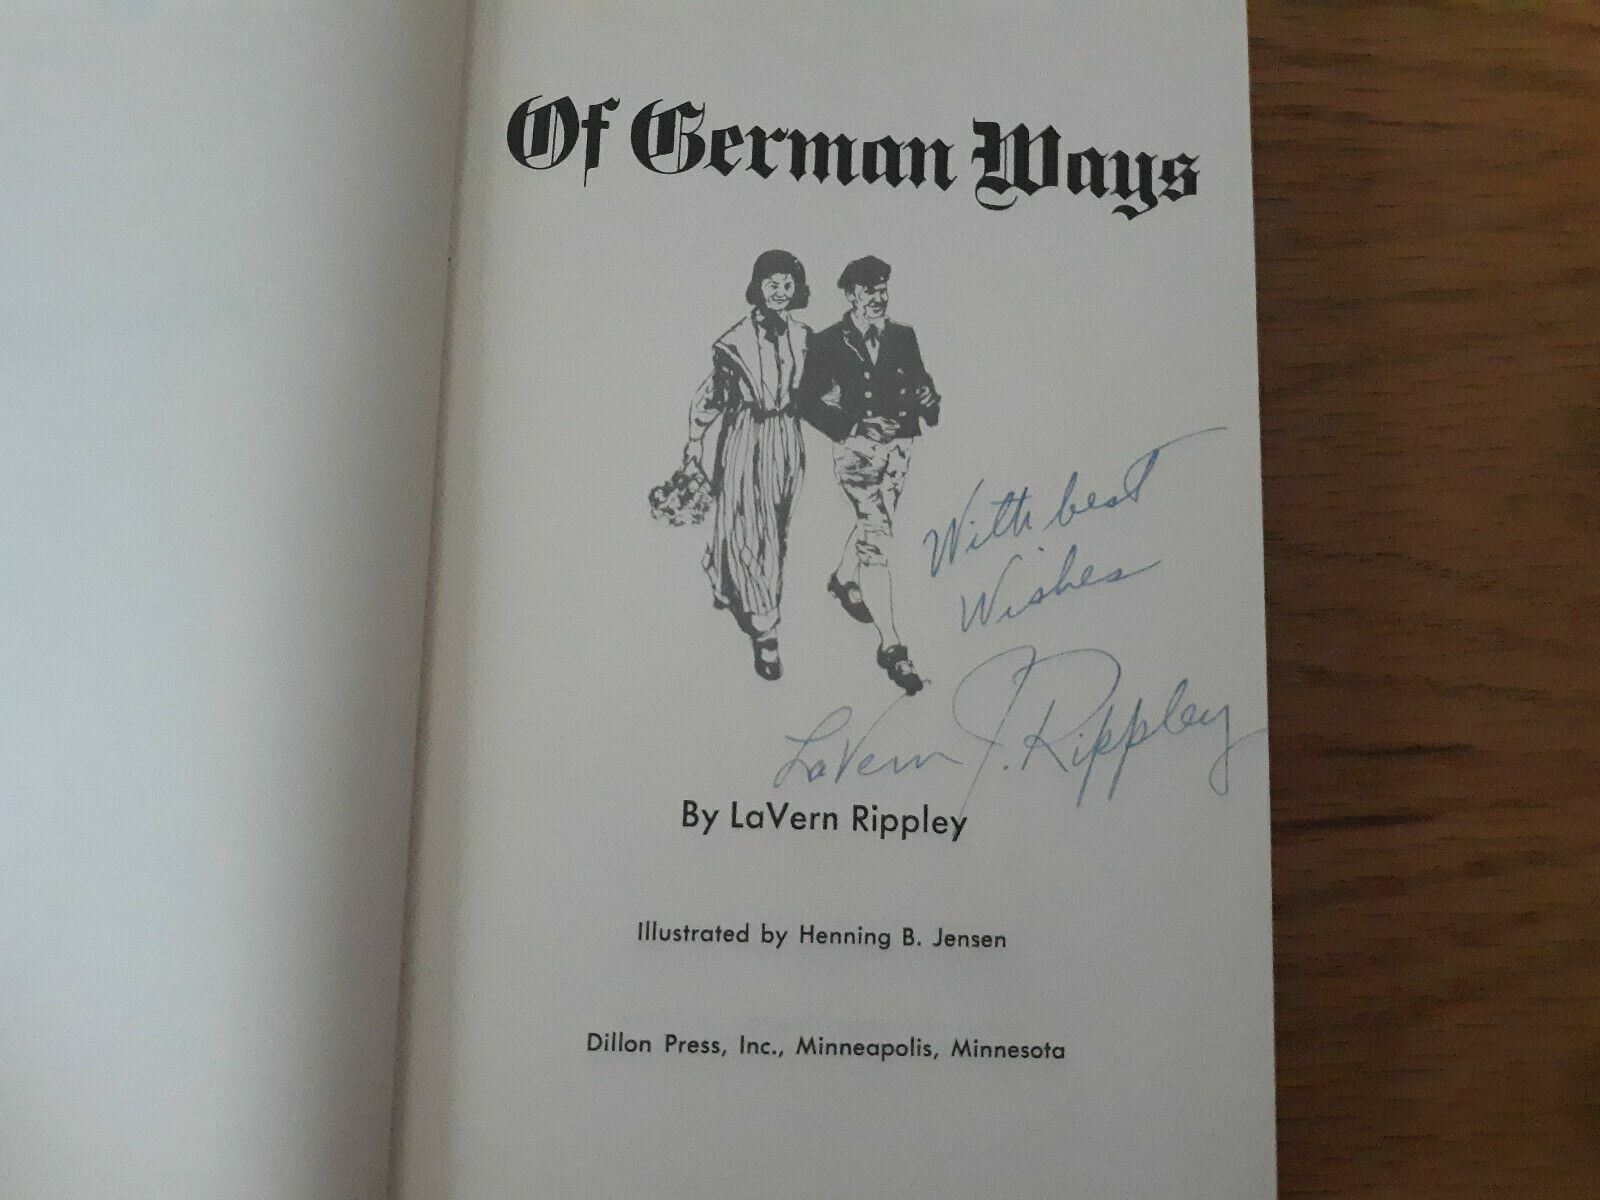 Of German Ways
With best
Wishes
LaVern J. Rippley
By LaVern Rippley
Illustrated by Henning B. Jensen
Dillon Press, Inc., Minneapolis, Minnesota